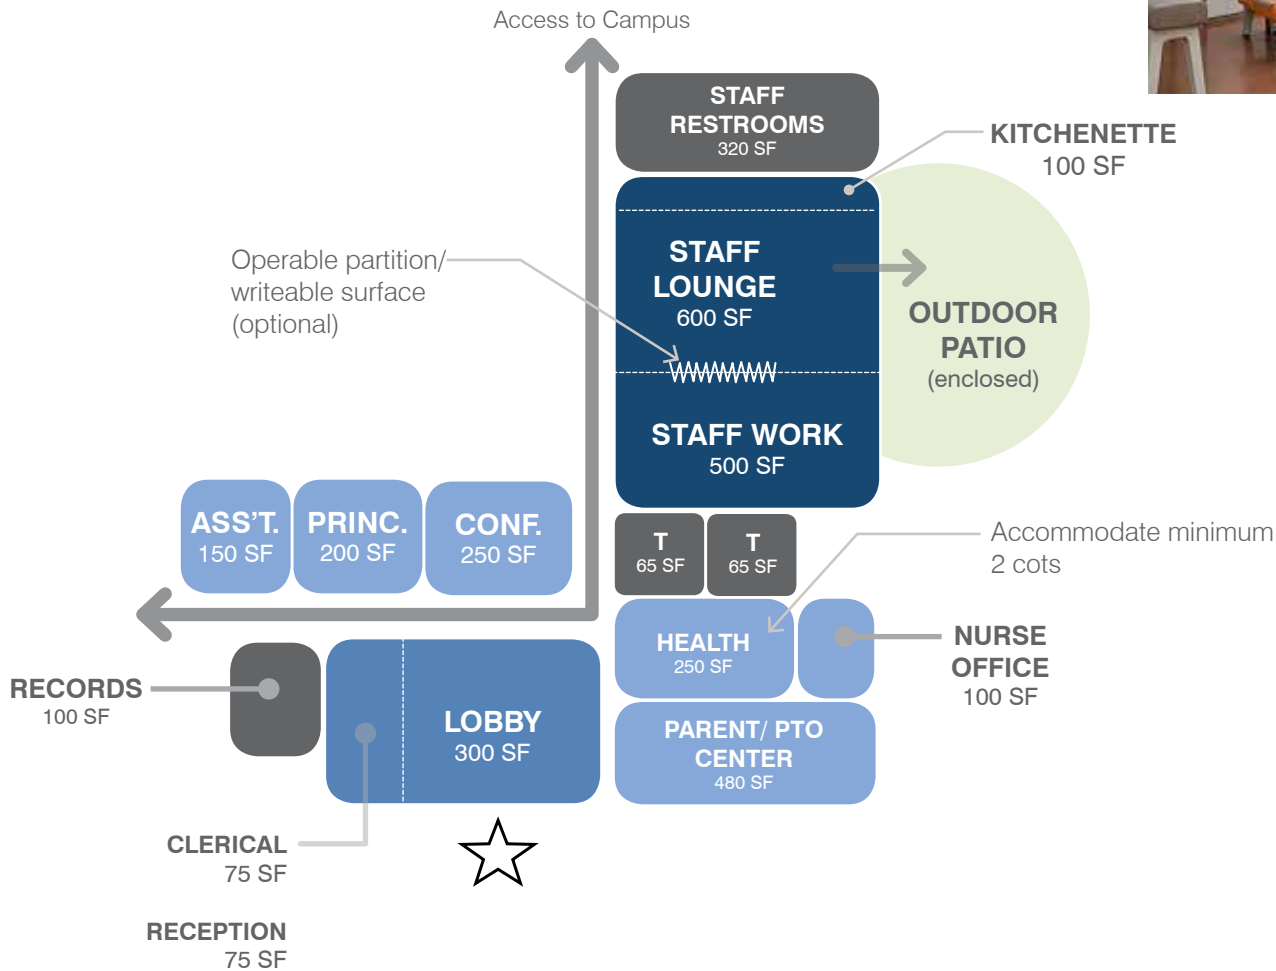 Access to Campus
STAFF
RESTROOMS
320 SF
KITCHENETTE
100 SF
Operable partition/
writeable surface
(optional)
STAFF
LOUNGE
600 SF
OUTDOOR
PATIO
(enclosed)
STAFF WORK
500 SF
ASS'T.
150 SF
PRINC.
200 SF
CONF.
250 SF
T
65 SF
T
65 SF
Accommodate minimum
2 cots
HEALTH
250 SF
NURSE
OFFICE
100 SF
RECORDS
100 SF
LOBBY
300 SF
PARENT/ PTO
CENTER
480 SF
CLERICAL
75 SF
RECEPTION
75 SF